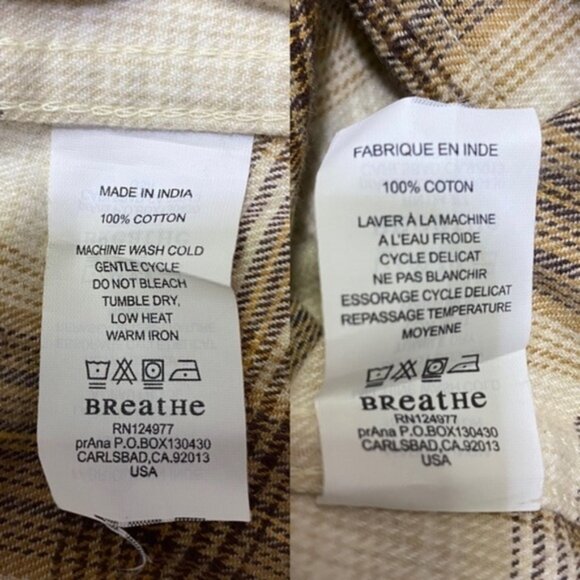 MADE IN INDIA
100% COTTON
MACHINE WASH COLD
GENTLE CYCLE
DO NOT BLEACH
TUMBLE DRY,
LOW HEAT
WARM IRON
BReatHe
RN124977
prAna P.O.BOX130430
CARLSBAD,CA.92013
USA
FABRIQUE EN INDE
100% COTON
LAVER À LA MACHINE
A L'EAU FROIDE
CYCLE DELICAT
NE PAS BLANCHIR
ESSORAGE CYCLE DELICAT
REPASSAGE TEMPERATURE
MOYENNE
BReatHe
RN124977
prAna P.O.BOX130430
CARLSBAD,CA.92013
USA